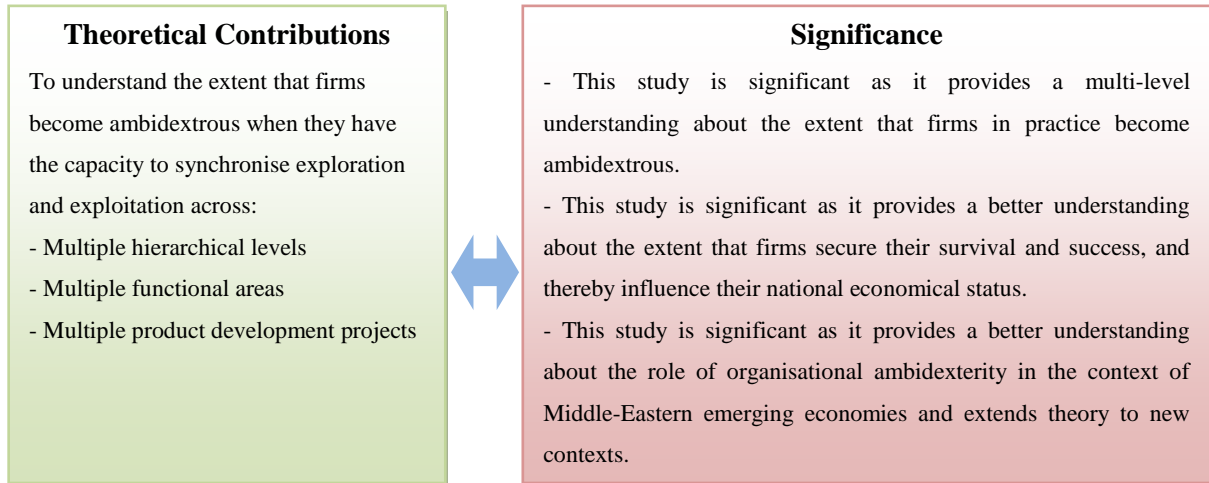 Theoretical Contributions
To understand the extent that firms
become ambidextrous when they have
the capacity to synchronise exploration
and exploitation across:
- Multiple hierarchical levels
- Multiple functional areas
- Multiple product development projects
Significance
- This study is significant as it provides a multi-level
understanding about the extent that firms in practice become
ambidextrous.
- This study is significant as it provides a better understanding
about the extent that firms secure their survival and success, and
thereby influence their national economical status.
- This study is significant as it provides a better understanding
about the role of organisational ambidexterity in the context of
Middle-Eastern emerging economies and extends theory to new
contexts.